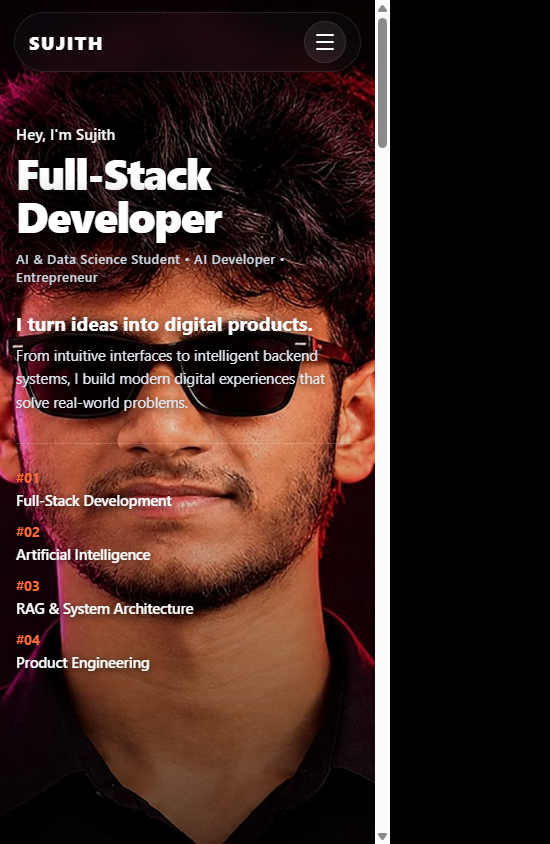 SUJITH
Hey, I'm Sujith
Full-Stack
Developer
AI & Data Science Student • AI Developer •
Entrepreneur
I turn ideas into digital products.
From intuitive interfaces to intelligent backend
systems, I build modern digital experiences that
solve real-world problems.
#01
Full-Stack Development
#02
Artificial Intelligence
#03
RAG & System Architecture
#04
Product Engineering